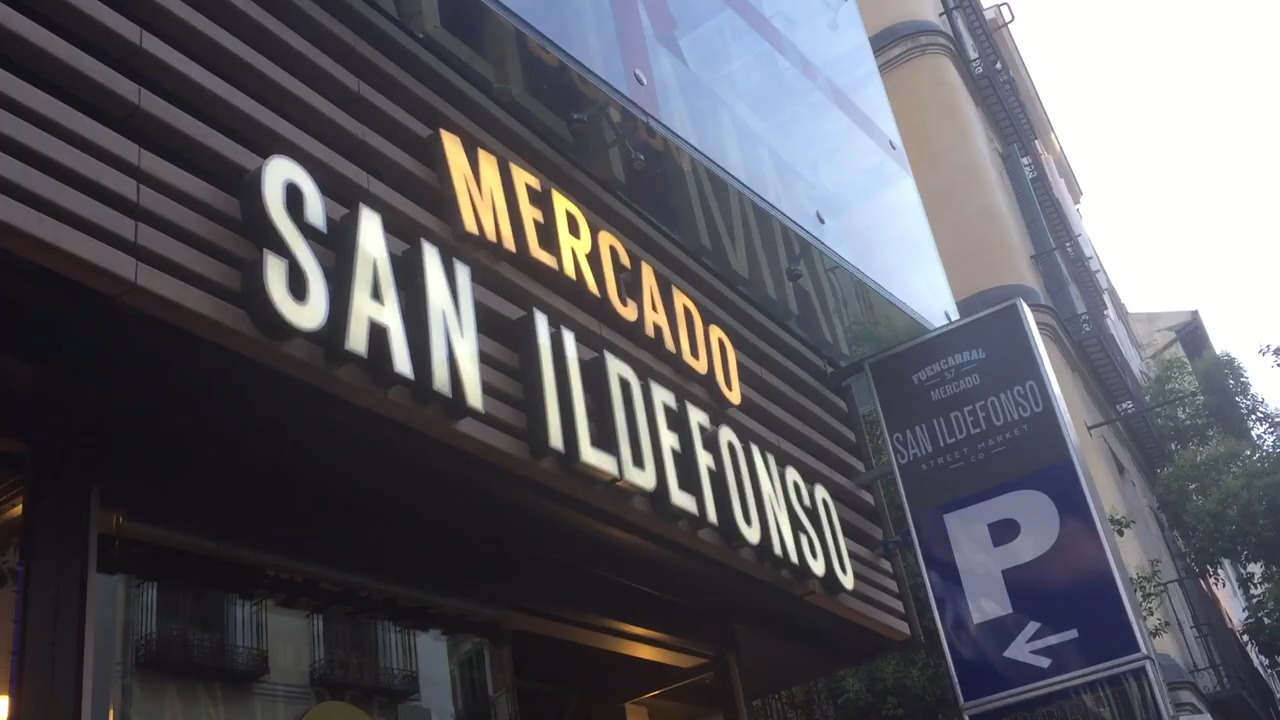 MERCADO
SAN ILDEFONSO
FUENCARRAL
57
MERCADO
SAN ILDEFONSO
STREET MARKET
CO
P